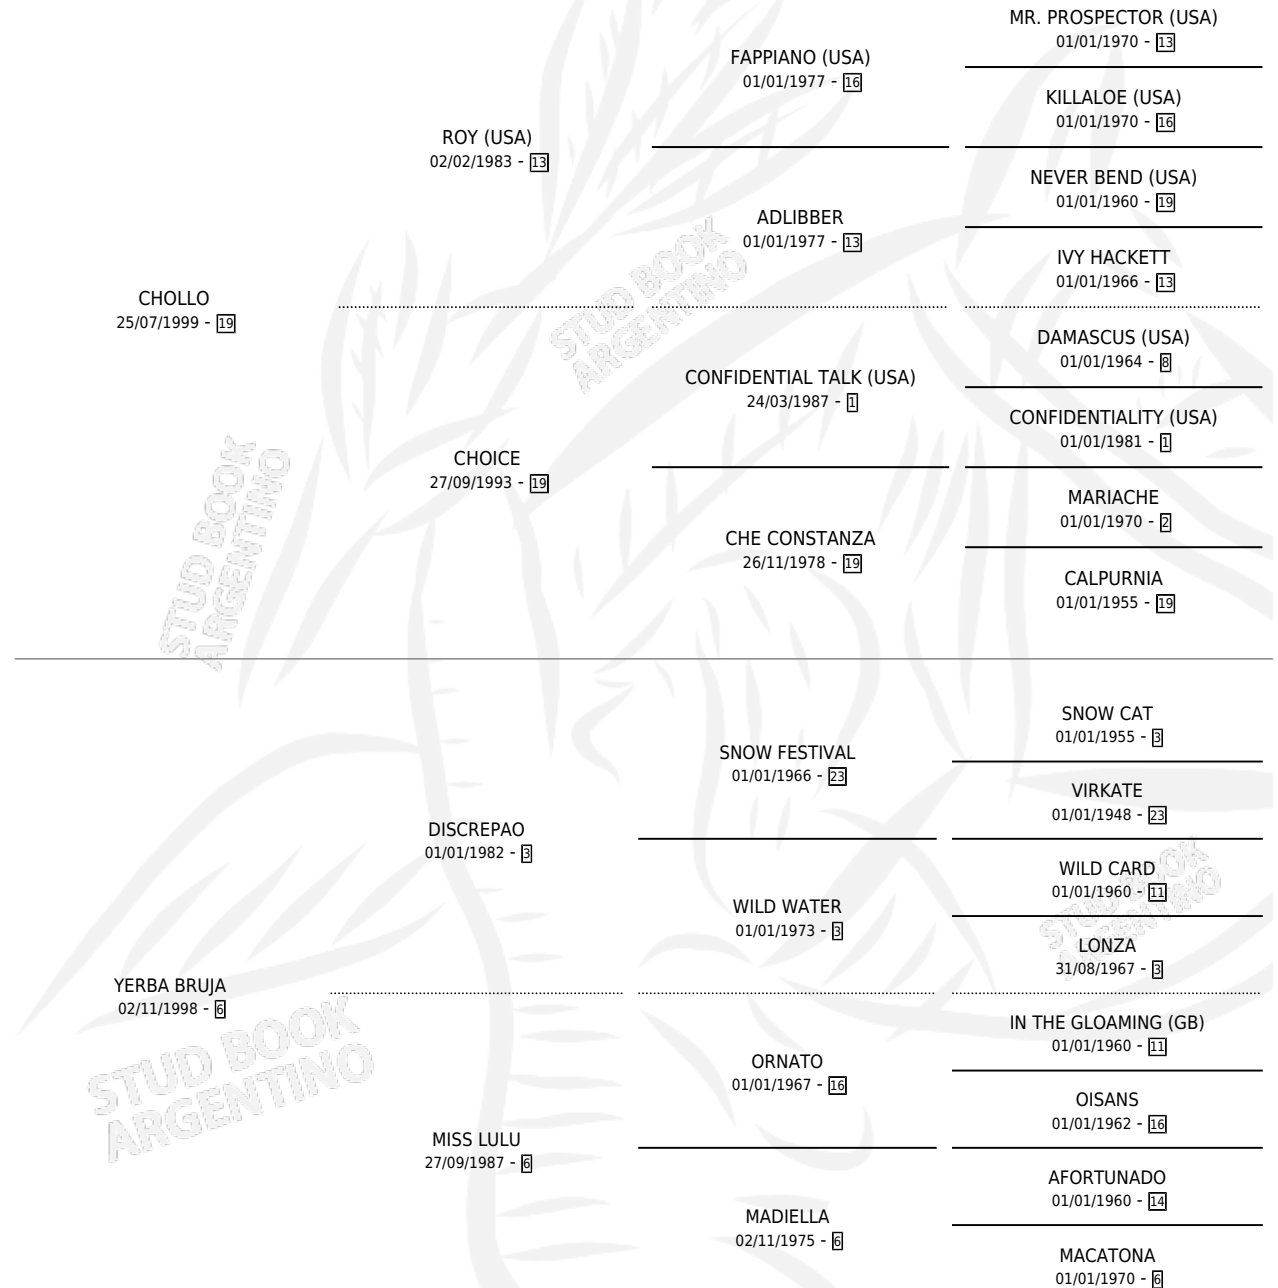 MR. PROSPECTOR (USA)
01/01/1970 - 13
FAPPIANO (USA)
01/01/1977 - 16
KILLALOE (USA)
01/01/1970 - 16
ROY (USA)
02/02/1983 - 13
NEVER BEND (USA)
01/01/1960 - 19
ADLIBBER
01/01/1977 - 13
IVY HACKETT
01/01/1966 - 13
CHOLLO
25/07/1999 - 19
STUD BOOK
ARGENTINO
DAMASCUS (USA)
01/01/1964 - 8
CONFIDENTIAL TALK (USA)
24/03/1987 - 1
CONFIDENTIALITY (USA)
01/01/1981 - 1
CHOICE
27/09/1993 - 19
MARIACHE
01/01/1970 - 2
CHE CONSTANZA
26/11/1978 - 19
CALPURNIA
01/01/1955 - 19
STUD BOOK
ARGENTINO
SNOW CAT
01/01/1955 - 3
SNOW FESTIVAL
01/01/1966 - 23
VIRKATE
01/01/1948 - 23
DISCREPAO
01/01/1982 - 3
WILD CARD
01/01/1960 - 11
WILD WATER
01/01/1973 - 3
LONZA
31/08/1967 - 3
STUD BOOK
ARGENTINO
YERBA BRUJA
02/11/1998 - 6
STUD BOOK
ARGENTINO
IN THE GLOAMING (GB)
01/01/1960 - 11
ORNATO
01/01/1967 - 16
OISANS
01/01/1962 - 16
MISS LULU
27/09/1987 - 6
AFORTUNADO
01/01/1960 - 14
MADIELLA
02/11/1975 - 6
MACATONA
01/01/1970 - 6